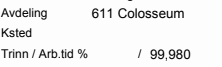 Avdeling 611 Colosseum
Ksted
Trinn / Arb.tid % / 99,980